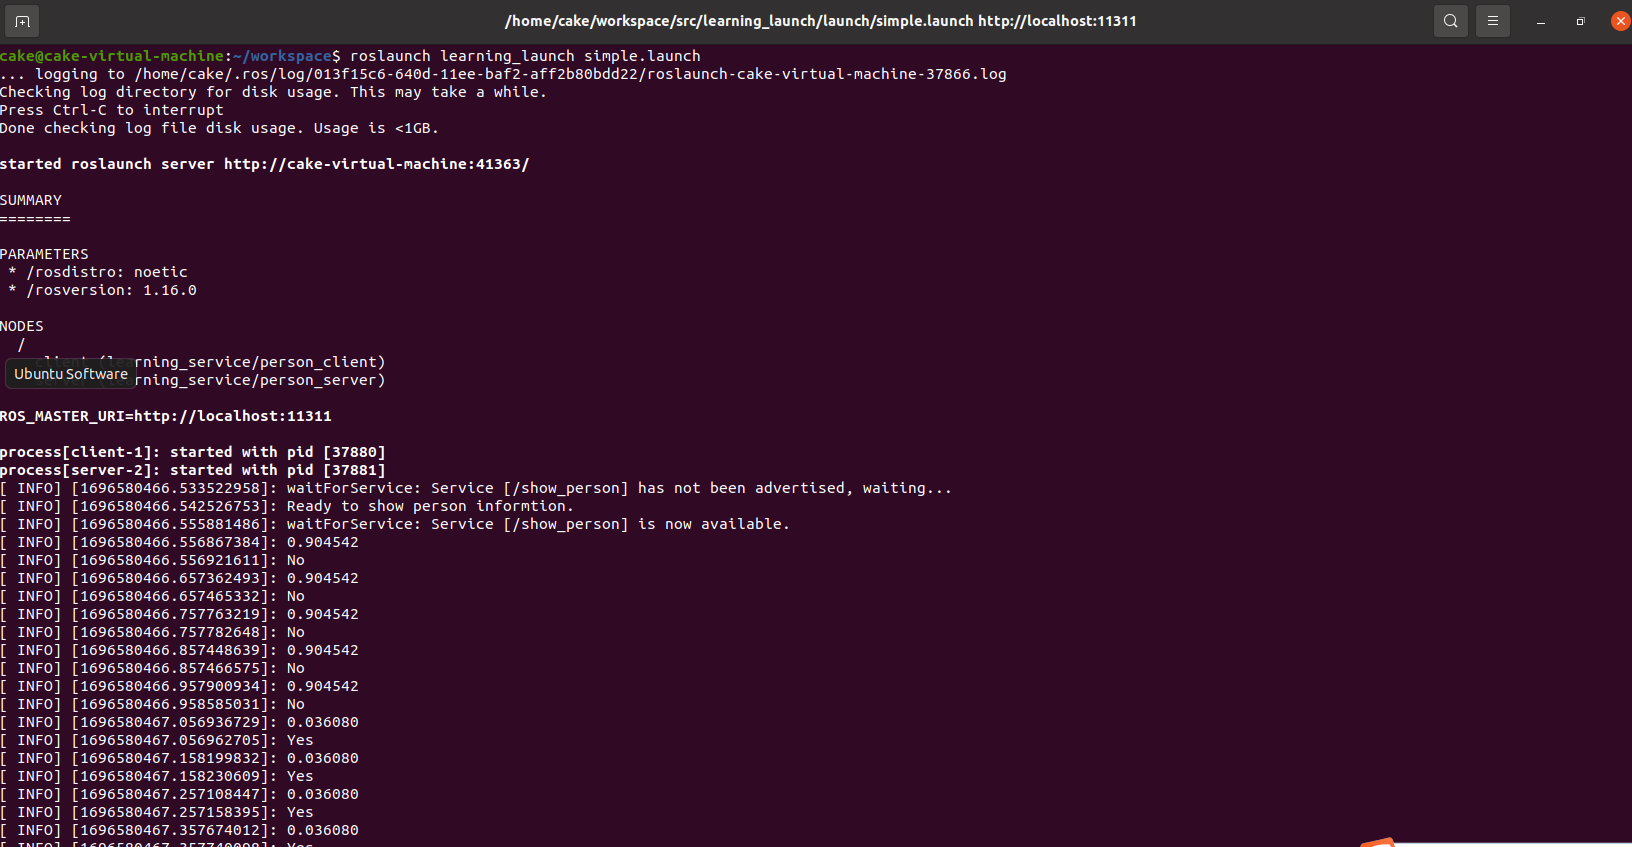 /home/cake/workspace/src/learning_launch/launch/simple.launch http://localhost:11311
cake@cake-virtual-machine:~/workspace$ roslaunch learning_launch simple.launch
... logging to /home/cake/.ros/log/013f15c6-640d-11ee-baf2-aff2b80bdd22/roslaunch-cake-virtual-machine-37866.log
Checking log directory for disk usage. This may take a while.
Press Ctrl-C to interrupt
Done checking log file disk usage. Usage is <1GB.
started roslaunch server http://cake-virtual-machine:41363/
SUMMARY
========
PARAMETERS
 * /rosdistro: noetic
 * /rosversion: 1.16.0
NODES
  /
client (learning_service/person_client)
Ubuntu Software
(learning_service/person_server)
ROS_MASTER_URI=http://localhost:11311
process[client-1]: started with pid [37880]
process[server-2]: started with pid [37881]
[ INFO] [1696580466.533522958]: waitForService: Service [/show_person] has not been advertised, waiting...
[ INFO] [1696580466.542526753]: Ready to show person informtion.
[ INFO] [1696580466.555881486]: waitForService: Service [/show_person] is now available.
[ INFO] [1696580466.556867384]: 0.904542
[ INFO] [1696580466.556921611]: No
[ INFO] [1696580466.657362493]: 0.904542
[ INFO] [1696580466.657465332]: No
[ INFO] [1696580466.757763219]: 0.904542
[ INFO] [1696580466.757782648]: No
[ INFO] [1696580466.857448639]: 0.904542
[ INFO] [1696580466.857466575]: No
[ INFO] [1696580466.957900934]: 0.904542
[ INFO] [1696580466.958585031]: No
[ INFO] [1696580467.056936729]: 0.036080
[ INFO] [1696580467.056962705]: Yes
[ INFO] [1696580467.158199832]: 0.036080
[ INFO] [1696580467.158230609]: Yes
[ INFO] [1696580467.257108447]: 0.036080
[ INFO] [1696580467.257158395]: Yes
[ INFO] [1696580467.357674012]: 0.036080
[ INFO] [1696580467.357740098]: Yes